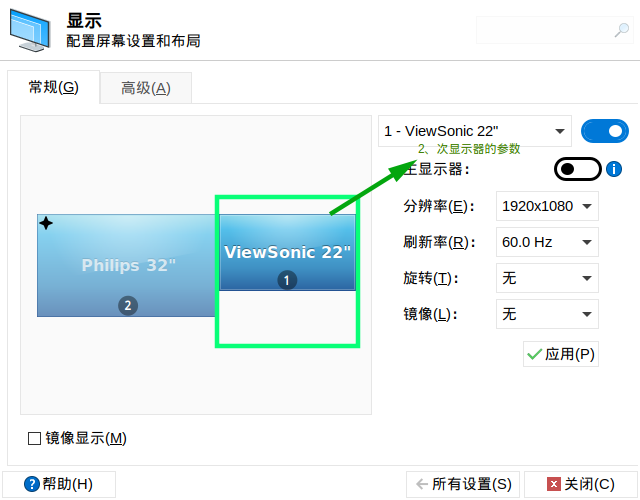 显示
配置屏幕设置和布局
常规(G)
高级(A)
1 - ViewSonic 22"
2、次显示器的参数
主显示器：
分辨率(E)：
1920x1080
刷新率(R)：
60.0 Hz
旋转(T)：
无
镜像(L)：
无
应用(P)
Philips 32"
2
ViewSonic 22"
1
镜像显示(M)
帮助(H)
所有设置(S)
关闭(C)